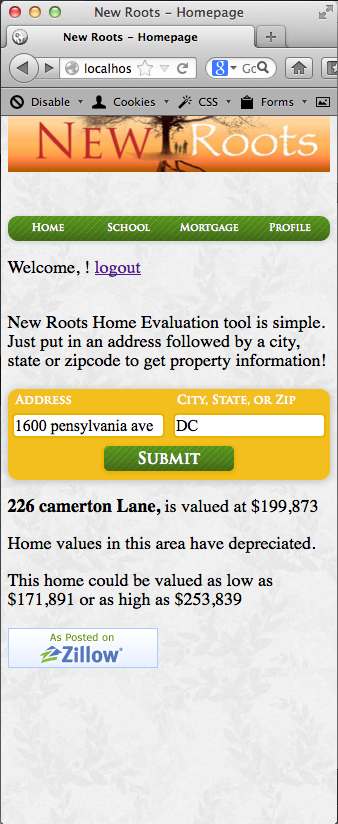 New Roots - Homepage
New Roots - Homepage
localhos
Disable Cookies CSS Forms
New Roots
Home School Mortgage Profile
Welcome, ! logout
New Roots Home Evaluation tool is simple.
Just put in an address followed by a city,
state or zipcode to get property information!
Address City, State, or Zip
1600 pensylvania ave DC
Submit
226 camerton Lane, is valued at $199,873
Home values in this area have depreciated.
This home could be valued as low as
$171,891 or as high as $253,839
As Posted on
Zillow